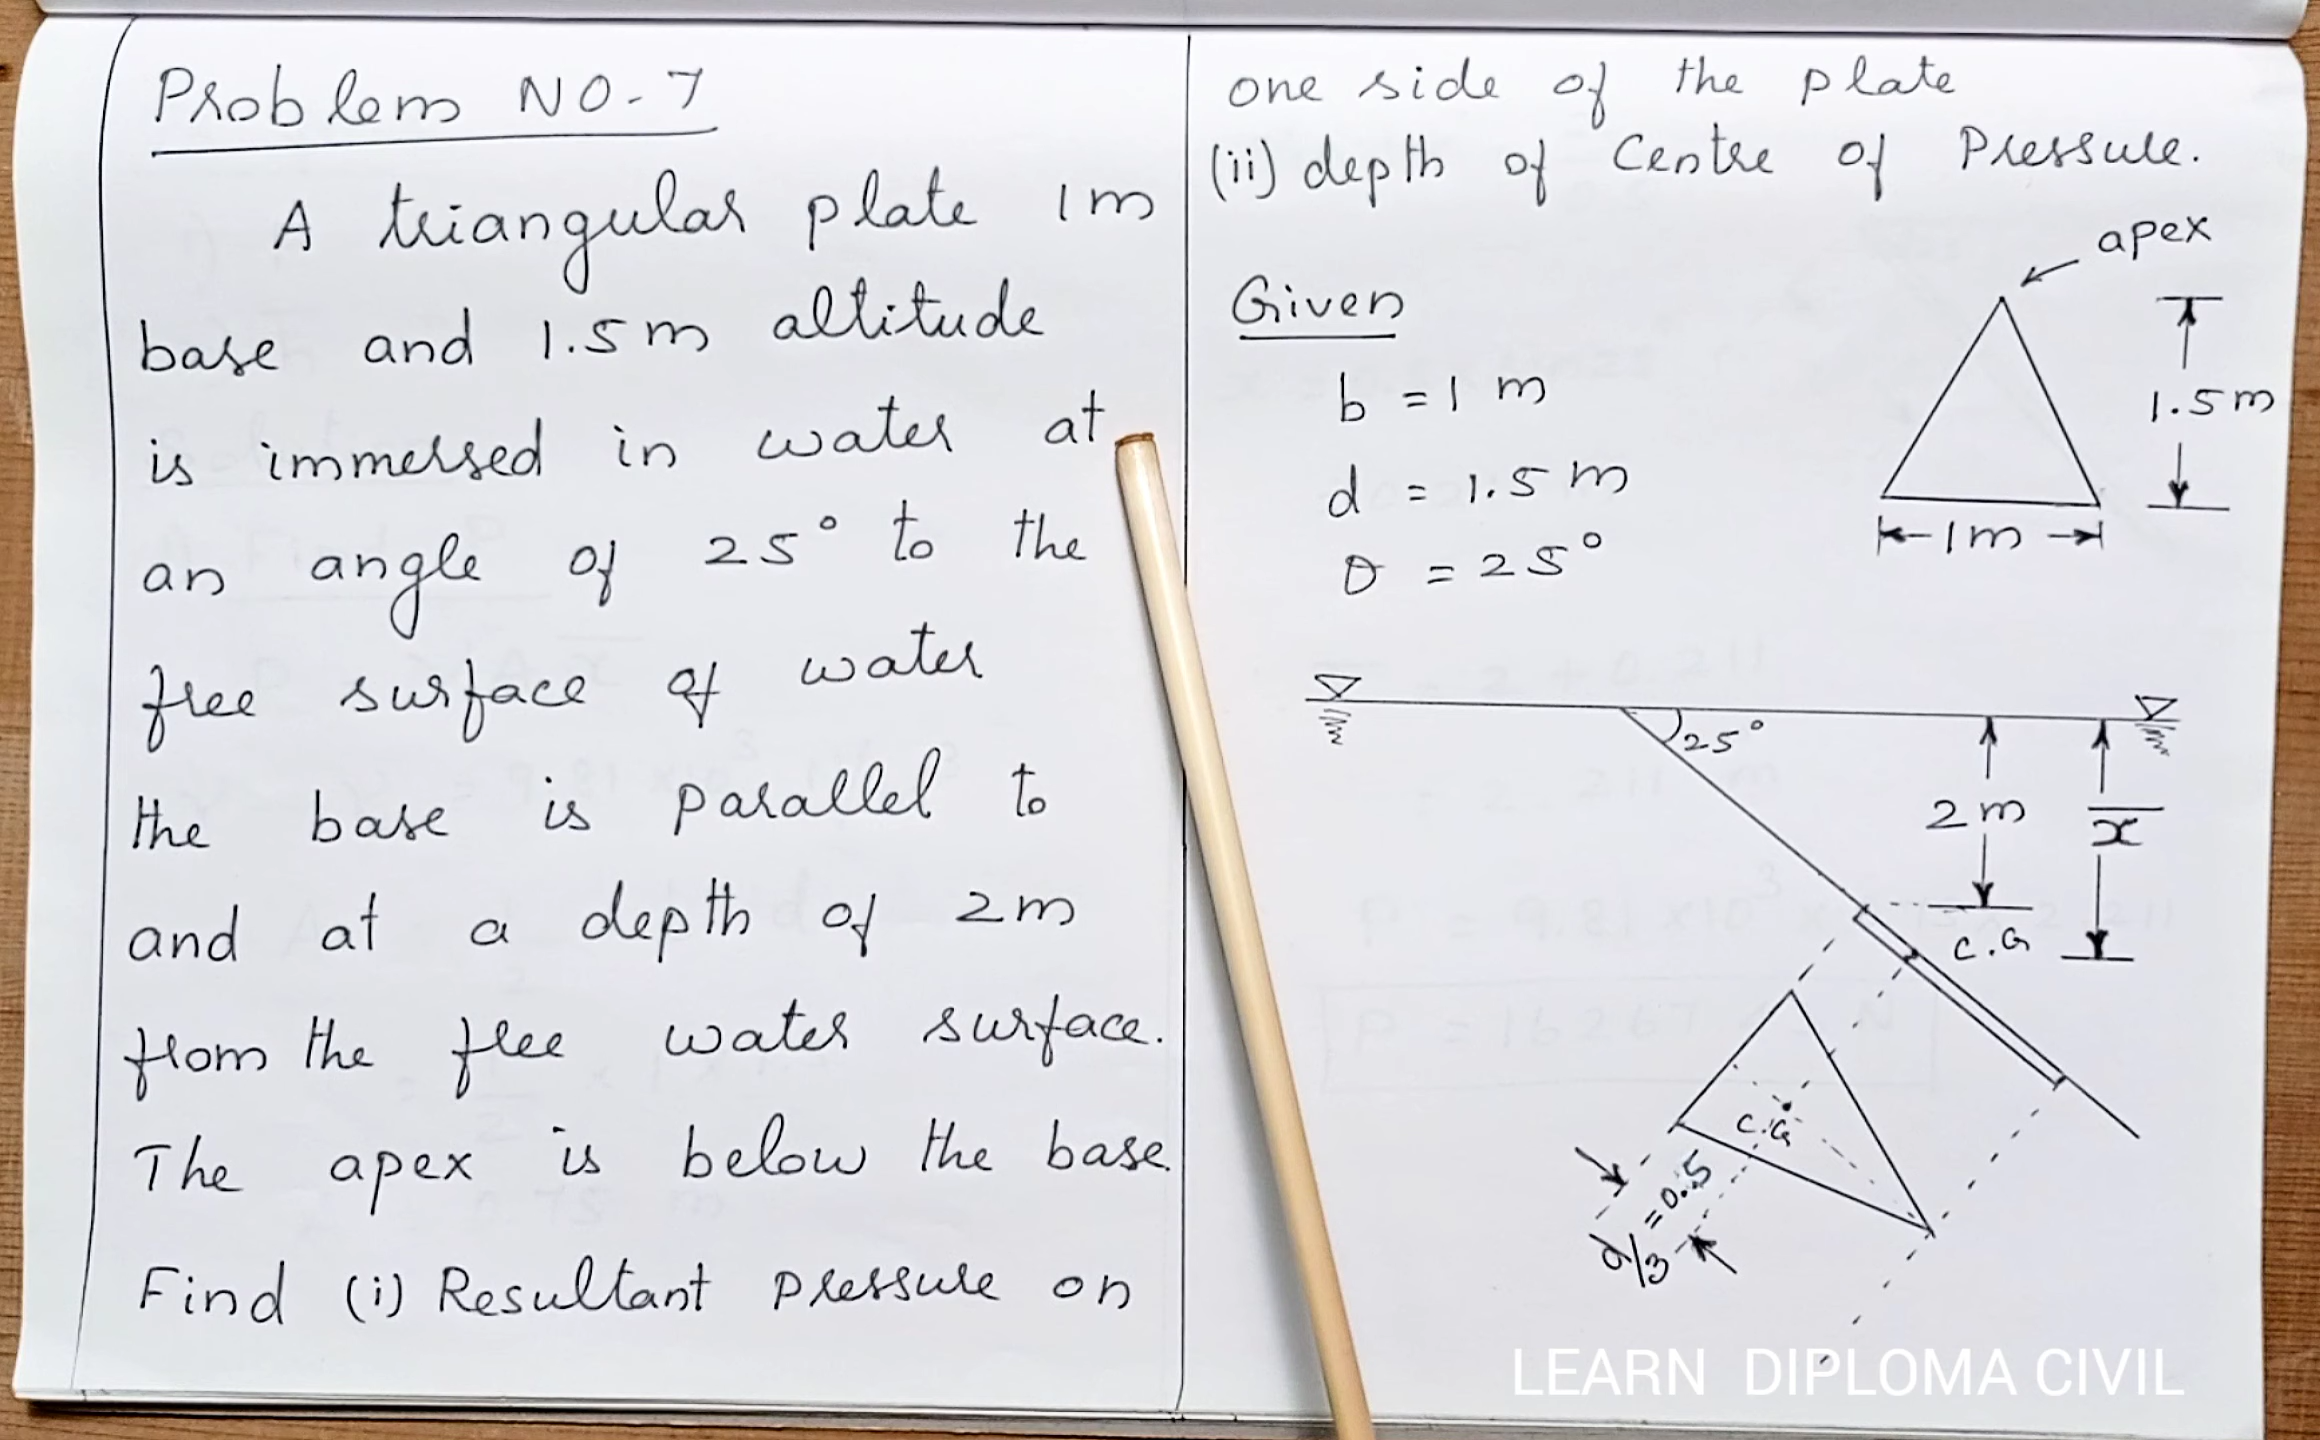 Problem NO-7
A triangular plate 1m
base and 1.5m altitude
is immersed in water at
an angle of 25° to the
free surface of water
the base is parallel to
and at a depth of 2m
from the free water surface.
The apex is below the base.
Find (i) Resultant pressure on
one side of the plate
(ii) depth of Centre of Pressure.
apex
Given
b = 1 m
d = 1.5 m
θ = 25°
1.5m
1m
25°
2m
x̄
C.G
C.G
d/3 = 0.5
LEARN DIPLOMA CIVIL